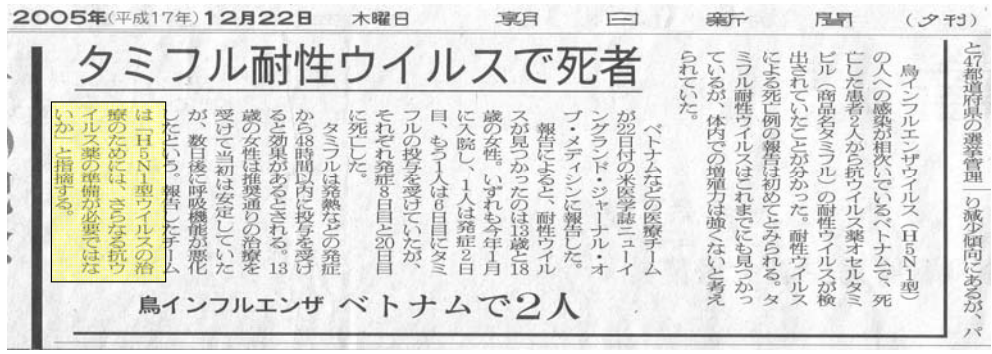 2005年(平成17年)12月22日 木曜日 朝日新聞 (夕刊)
と47都道府県の選挙管理
り減少傾向にあるが、パ
タミフル耐性ウイルスで死者
鳥インフルエンザ ベトナムで2人
鳥インフルエンザウイルス(H5N1型)
の人への感染が相次いでいるベトナムで、死
亡した患者2人から抗ウイルス薬オセルタミ
ビル(商品名タミフル)の耐性ウイルスが検
出されていたことが分かった。耐性ウイルス
による死亡例の報告は初めてとみられる。タ
ミフル耐性ウイルスはこれまでにも見つかっ
ているが、体内での増殖力は強くないと考え
られていた。
ベトナムなどの医療チーム
が22日付の米医学誌ニューイ
ングランド・ジャーナル・オ
ブ・メディシンに報告した。
報告によると、耐性ウイル
スが見つかったのは13歳と18
歳の女性。いずれも今年1月
に入院し、1人は発症2日
目、もう1人は6日目にタミ
フルの投与を受けていたが、
それぞれ発症8日目と20日目
に死亡した。
タミフルは発熱などの発症
から48時間以内に投与を受け
ると効果があるとされる。13
歳の女性は推奨通りの治療を
受けて当初は安定していた
が、数日後に呼吸機能が悪化
したという。報告したチーム
は「H5N1型ウイルスの治
療のためには、さらなる抗ウ
イルス薬の準備が必要ではな
いか」と指摘する。